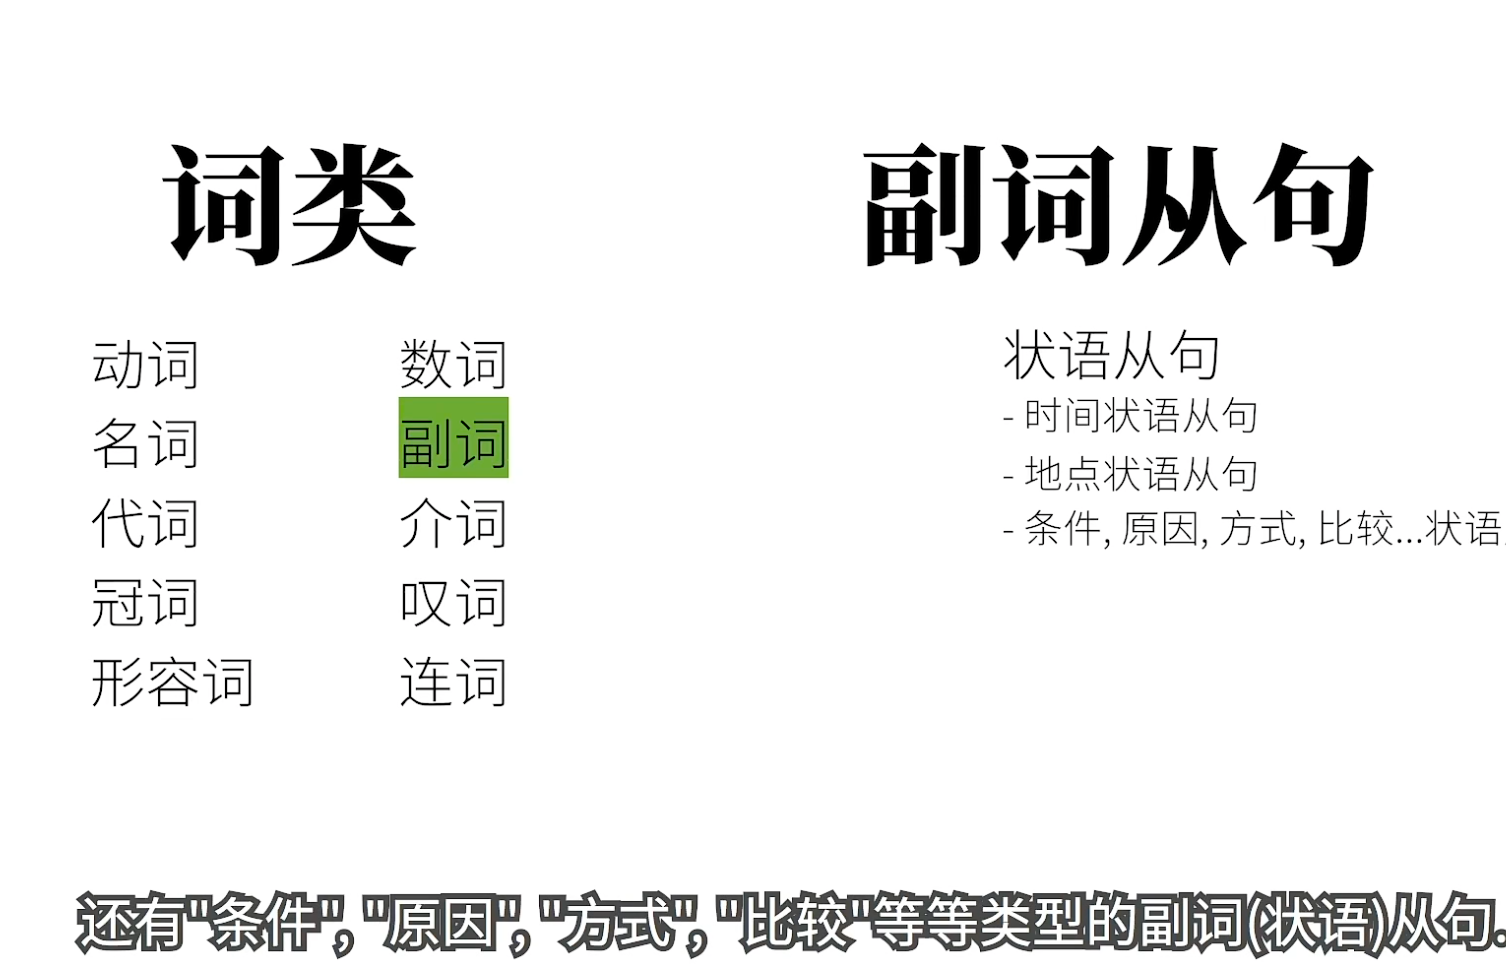 词类
动词
名词
代词
冠词
形容词
数词
副词
介词
叹词
连词
副词从句
状语从句
- 时间状语从句
- 地点状语从句
- 条件, 原因, 方式, 比较...状语
还有"条件", "原因", "方式", "比较"等等类型的副词(状语)从句.